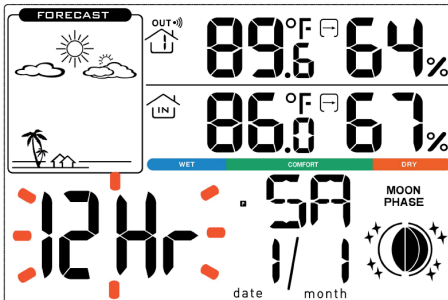 FORECAST
OUT 1 89.6 °F 64%
IN 86.0 °F 67%
WET COMFORT DRY
12Hr
P SA
MOON
PHASE
1/1
date month